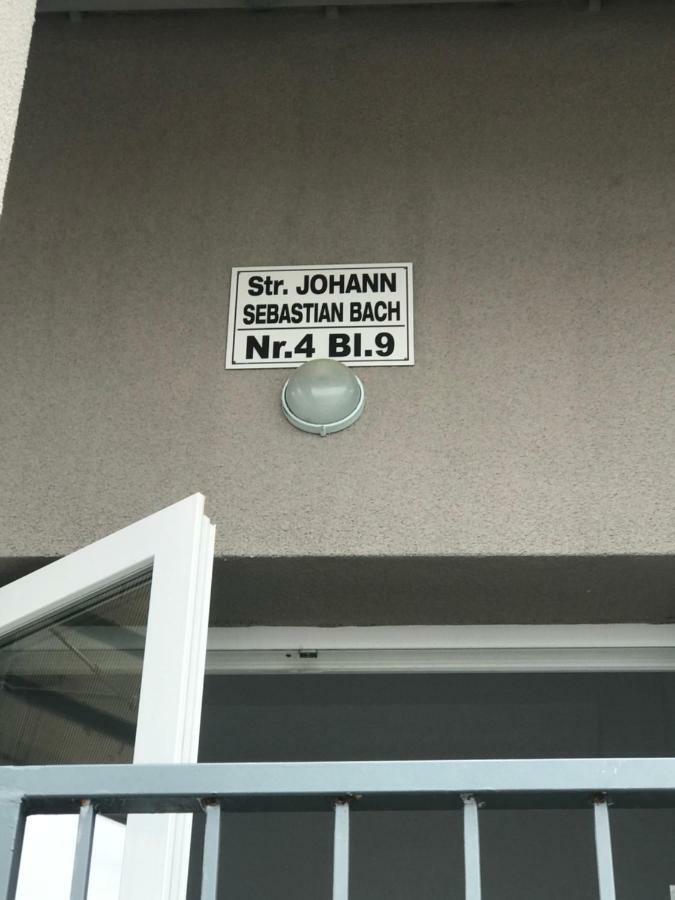 Str. JOHANN
SEBASTIAN BACH
Nr.4 Bl.9